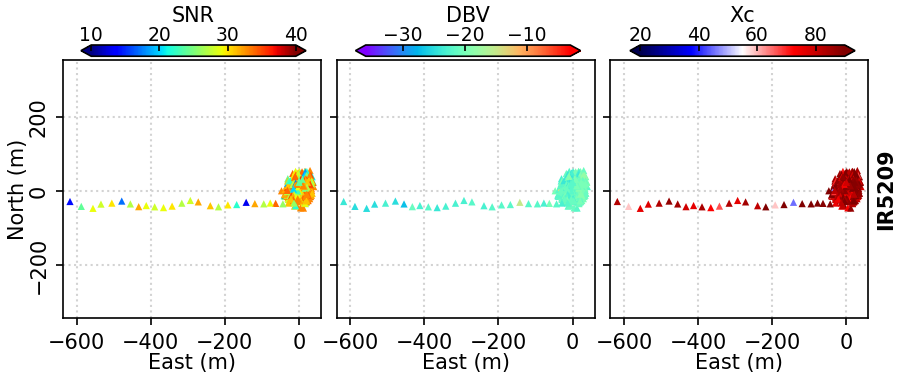 SNR DBV Xc
10 20 30 40 −30 −20 −10 20 40 60 80
200
0
−200
North (m)
−600 −400 −200 0 −600 −400 −200 0 −600 −400 −200 0
East (m) East (m) East (m)
IR5209